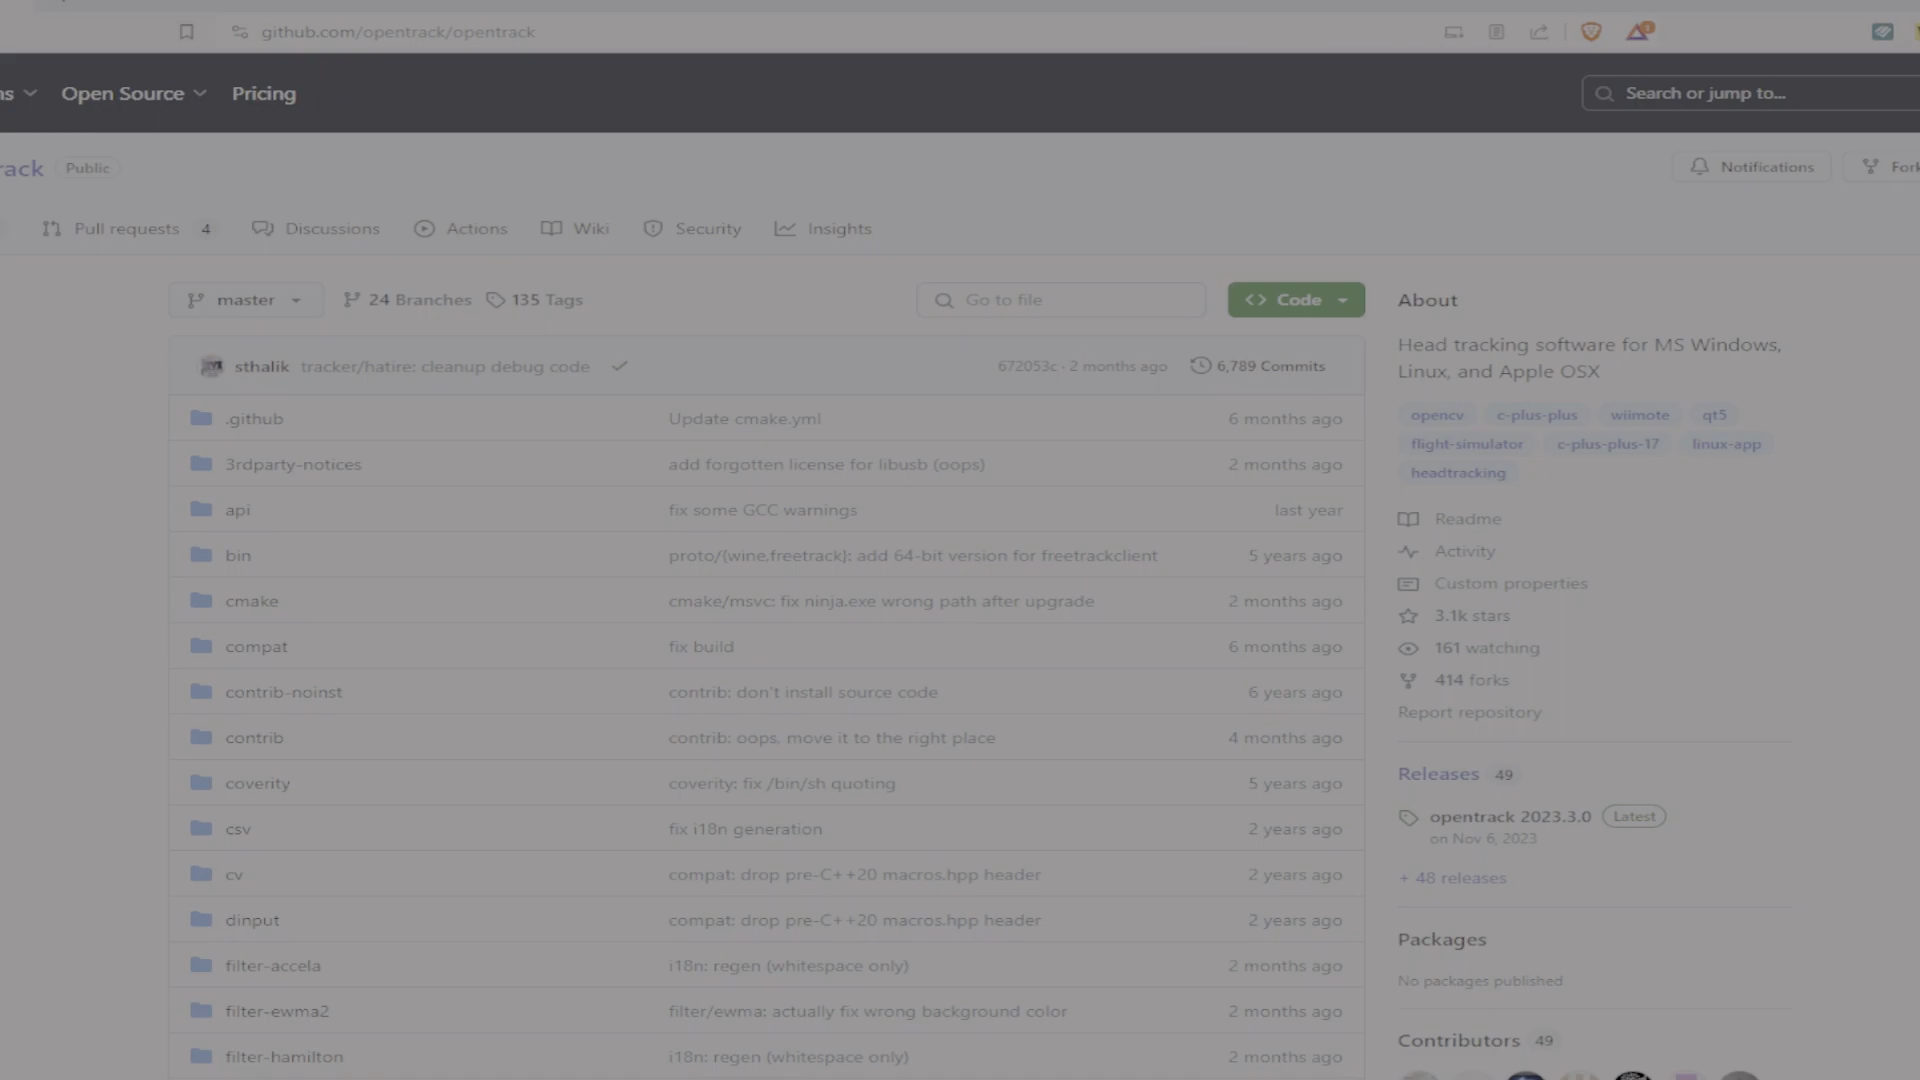 github.com/opentrack/opentrack
ns Open Source Pricing Search or jump to...
rack Public Notifications Fork
Pull requests 4 Discussions Actions Wiki Security Insights
master 24 Branches 135 Tags Go to file Code
sthalik tracker/hatire: cleanup debug code 672053c · 2 months ago 6,789 Commits
.github Update cmake.yml 6 months ago
3rdparty-notices add forgotten license for libusb (oops) 2 months ago
api fix some GCC warnings last year
bin proto/{wine,freetrack}: add 64-bit version for freetrackclient 5 years ago
cmake cmake/msvc: fix ninja.exe wrong path after upgrade 2 months ago
compat fix build 6 months ago
contrib-noinst contrib: don't install source code 6 years ago
contrib contrib: oops, move it to the right place 4 months ago
coverity coverity: fix /bin/sh quoting 5 years ago
csv fix i18n generation 2 years ago
cv compat: drop pre-C++20 macros.hpp header 2 years ago
dinput compat: drop pre-C++20 macros.hpp header 2 years ago
filter-accela i18n: regen (whitespace only) 2 months ago
filter-ewma2 filter/ewma: actually fix wrong background color 2 months ago
filter-hamilton i18n: regen (whitespace only) 2 months ago
About
Head tracking software for MS Windows,
Linux, and Apple OSX
opencv c-plus-plus wiimote qt5
flight-simulator c-plus-plus-17 linux-app
headtracking
Readme
Activity
Custom properties
3.1k stars
161 watching
414 forks
Report repository
Releases 49
opentrack 2023.3.0 Latest
on Nov 6, 2023
+ 48 releases
Packages
No packages published
Contributors 49